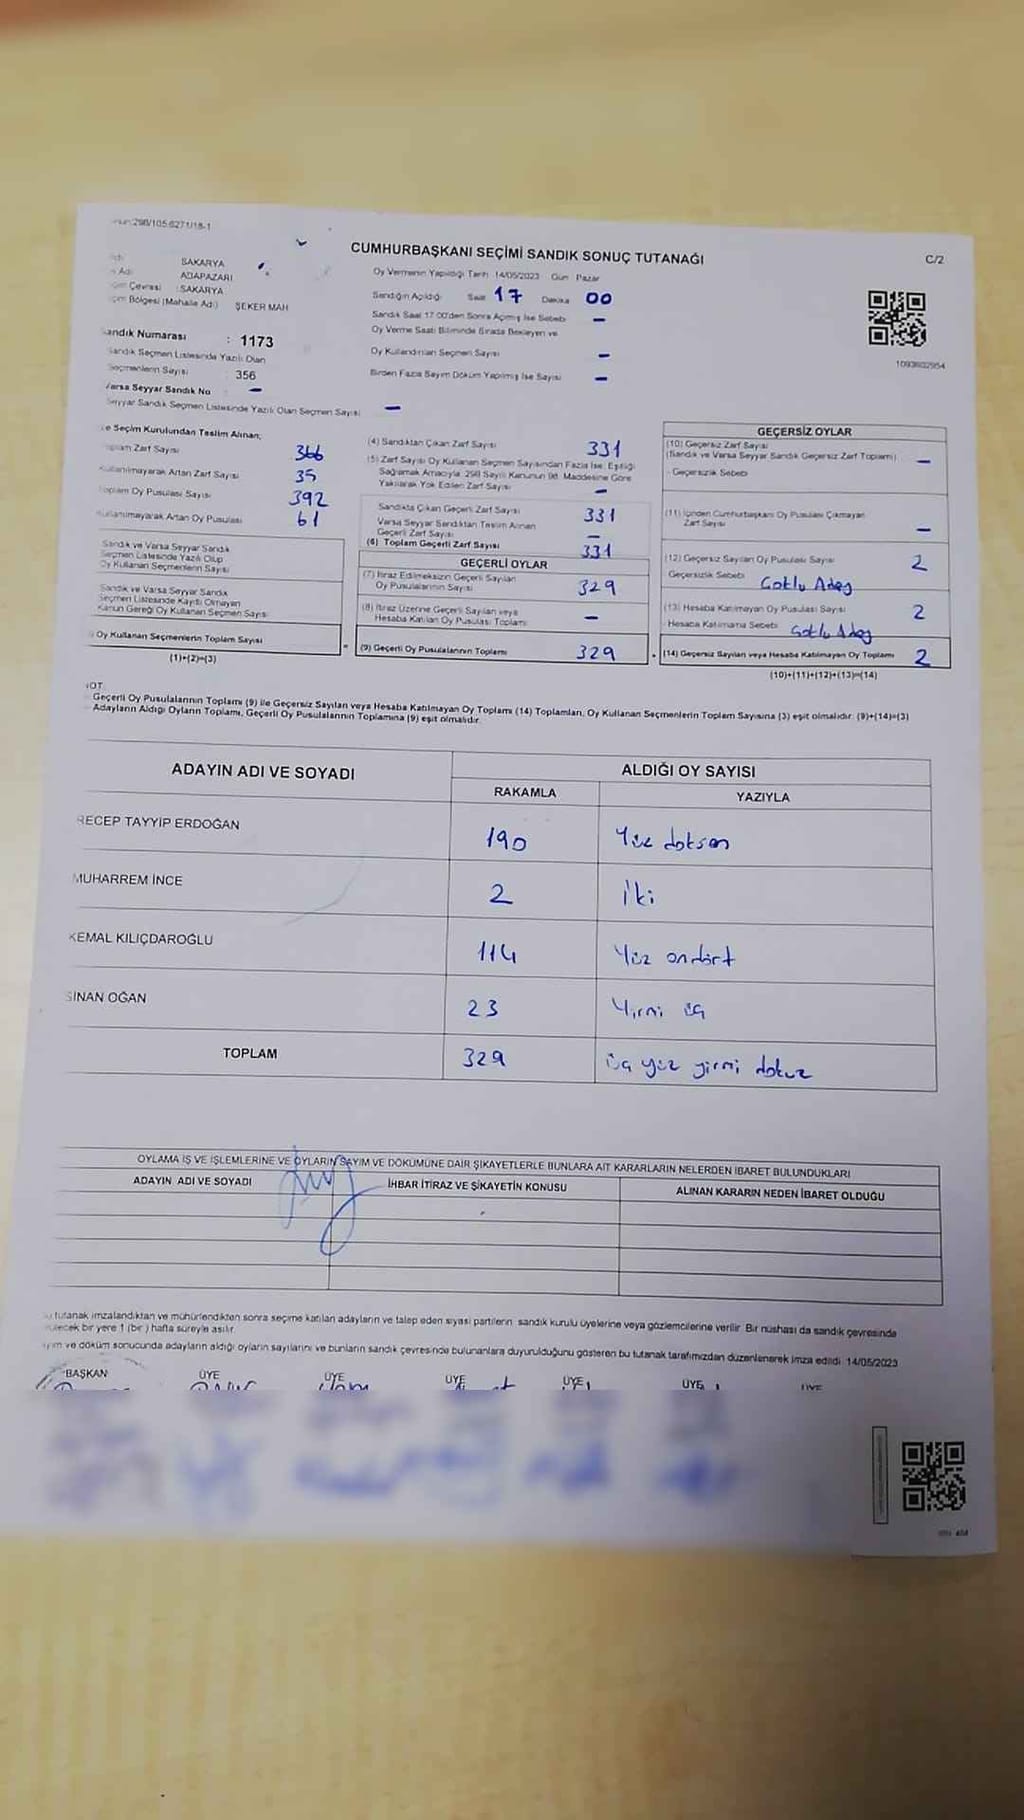 298/105:6271/18-1
CUMHURBAŞKANI SEÇİMİ SANDIK SONUÇ TUTANAĞI
C/2
SAKARYA
Adı ADAPAZARI
Çevresi : SAKARYA
Bölgesi (Mahalle Adı) ŞEKER MAH
Sandık Numarası : 1173
Sandık Seçmen Listesinde Yazılı Olan
Seçmenlerin Sayısı 356
Varsa Seyyar Sandık No –
Seyyar Sandık Seçmen Listesinde Yazılı Olan Seçmen Sayısı –
Oy Vermenin Yapıldığı Tarih 14/05/2023 Gün Pazar
Sandığın Açıldığı Saat 17 Dakika 00
Sandık Saat 17:00'den Sonra Açılmış İse Sebebi –
Oy Verme Saati Bitiminde Sırada Bekleyen ve
Oy Kullandırılan Seçmen Sayısı –
Birden Fazla Sayım Döküm Yapılmış İse Sayısı –
1093602954
Seçim Kurulundan Teslim Alınan;
Toplam Zarf Sayısı 366
Kullanılmayarak Artan Zarf Sayısı 35
Toplam Oy Pusulası Sayısı 392
Kullanılmayarak Artan Oy Pusulası 61
Sandık ve Varsa Seyyar Sandık
Seçmen Listesinde Yazılı Olup
Oy Kullanan Seçmenlerin Sayısı
Sandık ve Varsa Seyyar Sandık
Seçmen Listesinde Kayıtlı Olmayan
Kanun Gereği Oy Kullanan Seçmen Sayısı
Oy Kullanan Seçmenlerin Toplam Sayısı
(1)+(2)=(3)
(4) Sandıktan Çıkan Zarf Sayısı 331
(5) Zarf Sayısı Oy Kullanan Seçmen Sayısından Fazla İse; Eşitliği
Sağlamak Amacıyla, 298 Sayılı Kanunun 98. Maddesine Göre
Yakılarak Yok Edilen Zarf Sayısı –
Sandıkta Çıkan Geçerli Zarf Sayısı 331
Varsa Seyyar Sandıktan Teslim Alınan
Geçerli Zarf Sayısı –
(6) Toplam Geçerli Zarf Sayısı 331
GEÇERLİ OYLAR
(7) İtiraz Edilmeksizin Geçerli Sayılan
Oy Pusulalarının Sayısı 329
(8) İtiraz Üzerine Geçerli Sayılan veya
Hesaba Katılan Oy Pusulası Toplamı –
(9) Geçerli Oy Pusulalarının Toplamı 329
GEÇERSİZ OYLAR
(10) Geçersiz Zarf Sayısı
(Sandık ve Varsa Seyyar Sandık Geçersiz Zarf Toplamı) –
Geçersizlik Sebebi
(11) İçinden Cumhurbaşkanı Oy Pusulası Çıkmayan
Zarf Sayısı –
(12) Geçersiz Sayılan Oy Pusulası Sayısı 2
Geçersizlik Sebebi Çoklu Aday
(13) Hesaba Katılmayan Oy Pusulası Sayısı 2
Hesaba Katılmama Sebebi Çoklu Aday
(14) Geçersiz Sayılan veya Hesaba Katılmayan Oy Toplamı 2
(10)+(11)+(12)+(13)=(14)
NOT:
Geçerli Oy Pusulalarının Toplamı (9) ile Geçersiz Sayılan veya Hesaba Katılmayan Oy Toplamı (14) Toplamları, Oy Kullanan Seçmenlerin Toplam Sayısına (3) eşit olmalıdır. (9)+(14)=(3)
Adayların Aldığı Oyların Toplamı, Geçerli Oy Pusulalarının Toplamına (9) eşit olmalıdır.
ADAYIN ADI VE SOYADI ALDIĞI OY SAYISI
RAKAMLA YAZIYLA
RECEP TAYYİP ERDOĞAN 190 Yüz doksan
MUHARREM İNCE 2 İki
KEMAL KILIÇDAROĞLU 114 Yüz ondört
SİNAN OĞAN 23 Yirmi üç
TOPLAM 329 Üç yüz yirmi dokuz
OYLAMA İŞ VE İŞLEMLERİNE VE OYLARIN SAYIM VE DÖKÜMÜNE DAİR ŞİKAYETLERLE BUNLARA AİT KARARLARIN NELERDEN İBARET BULUNDUKLARI
ADAYIN ADI VE SOYADI İHBAR İTİRAZ VE ŞİKAYETİN KONUSU ALINAN KARARIN NEDEN İBARET OLDUĞU
tutanak imzalandıktan ve mühürlendikten sonra seçime katılan adayların ve talep eden siyasi partilerin sandık kurulu üyelerine veya gözlemcilerine verilir. Bir nüshası da sandık çevresinde
bir yere 1 (bir) hafta süreyle asılır.
ve döküm sonucunda adayların aldığı oyların sayılarını ve bunların sandık çevresinde bulunanlara duyurulduğunu gösteren bu tutanak tarafımızdan düzenlenerek imza edildi. 14/05/2023
BAŞKAN ÜYE ÜYE ÜYE ÜYE ÜYE ÜYE